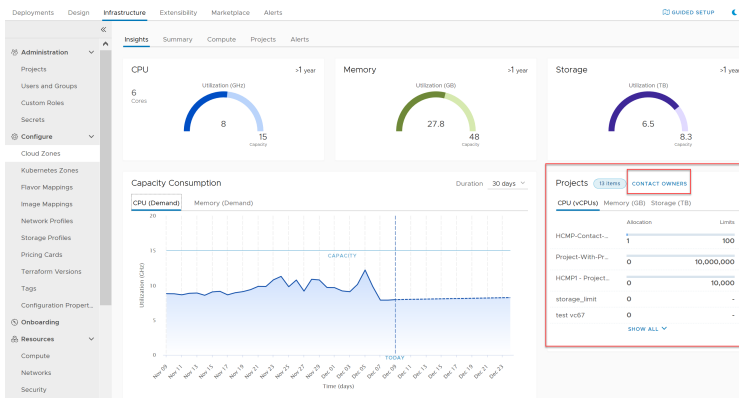 Deployments Design Infrastructure Extensibility Marketplace Alerts GUIDED SETUP
«
Insights Summary Compute Projects Alerts
Administration
Projects
Users and Groups
Custom Roles
Secrets
Configure
Cloud Zones
Kubernetes Zones
Flavor Mappings
Image Mappings
Network Profiles
Storage Profiles
Pricing Cards
Terraform Versions
Tags
Configuration Propert...
Onboarding
Resources
Compute
Networks
Security
CPU >1 year
6
Cores
Utilization (GHz)
8
15
Capacity
Memory >1 year
Utilization (GB)
27.8
48
Capacity
Storage >1 year
Utilization (TB)
6.5
8.3
Capacity
Capacity Consumption Duration 30 days
CPU (Demand) Memory (Demand)
Utilization (GHz)
20
15
10
5
0
CAPACITY
TODAY
Nov 09 Nov 11 Nov 13 Nov 15 Nov 17 Nov 19 Nov 21 Nov 23 Nov 25 Nov 27 Nov 29 Dec 01 Dec 03 Dec 05 Dec 07 Dec 09 Dec 11 Dec 13 Dec 15 Dec 17 Dec 19 Dec 21 Dec 23
Time (days)
Projects 13 items CONTACT OWNERS
CPU (vCPUs) Memory (GB) Storage (TB)
Allocation Limits
HCMP-Contact-... 1 100
Project-With-Pr... 0 10,000,000
HCMP1 - Project... 0 10,000
storage_limit 0 -
test vc67 0 -
SHOW ALL